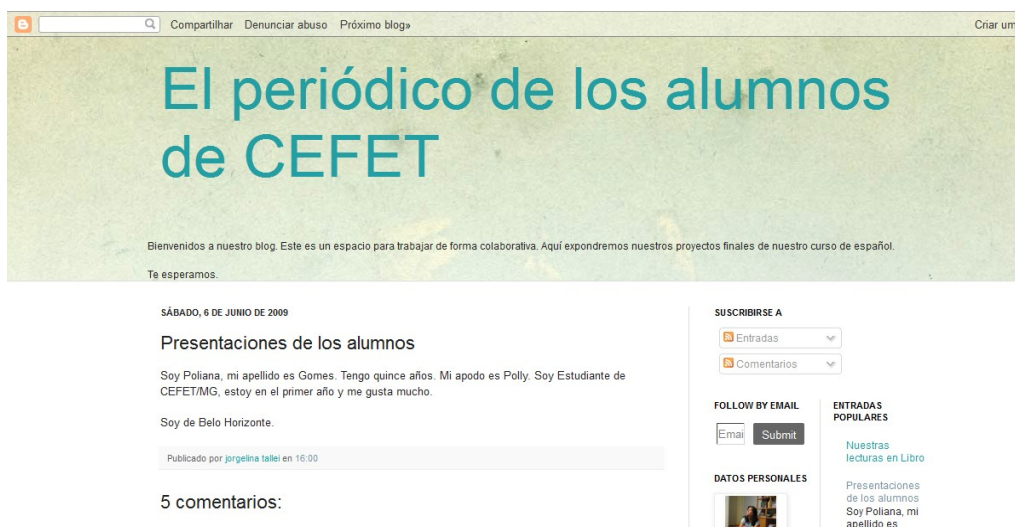 Compartilhar Denunciar abuso Próximo blog» Criar um
El periódico de los alumnos
de CEFET
Bienvenidos a nuestro blog. Este es un espacio para trabajar de forma colaborativa. Aquí expondremos nuestros proyectos finales de nuestro curso de español.
Te esperamos.
SÁBADO, 6 DE JUNIO DE 2009
Presentaciones de los alumnos
Soy Poliana, mi apellido es Gomes. Tengo quince años. Mi apodo es Polly. Soy Estudiante de
CEFET/MG, estoy en el primer año y me gusta mucho.
Soy de Belo Horizonte.
Publicado por jorgelina tallei en 16:00
5 comentarios:
SUSCRIBIRSE A
Entradas
Comentarios
FOLLOW BY EMAIL
Emai Submit
DATOS PERSONALES
ENTRADAS
POPULARES
Nuestras
lecturas en Libro
Presentaciones
de los alumnos
Soy Poliana, mi
apellido es